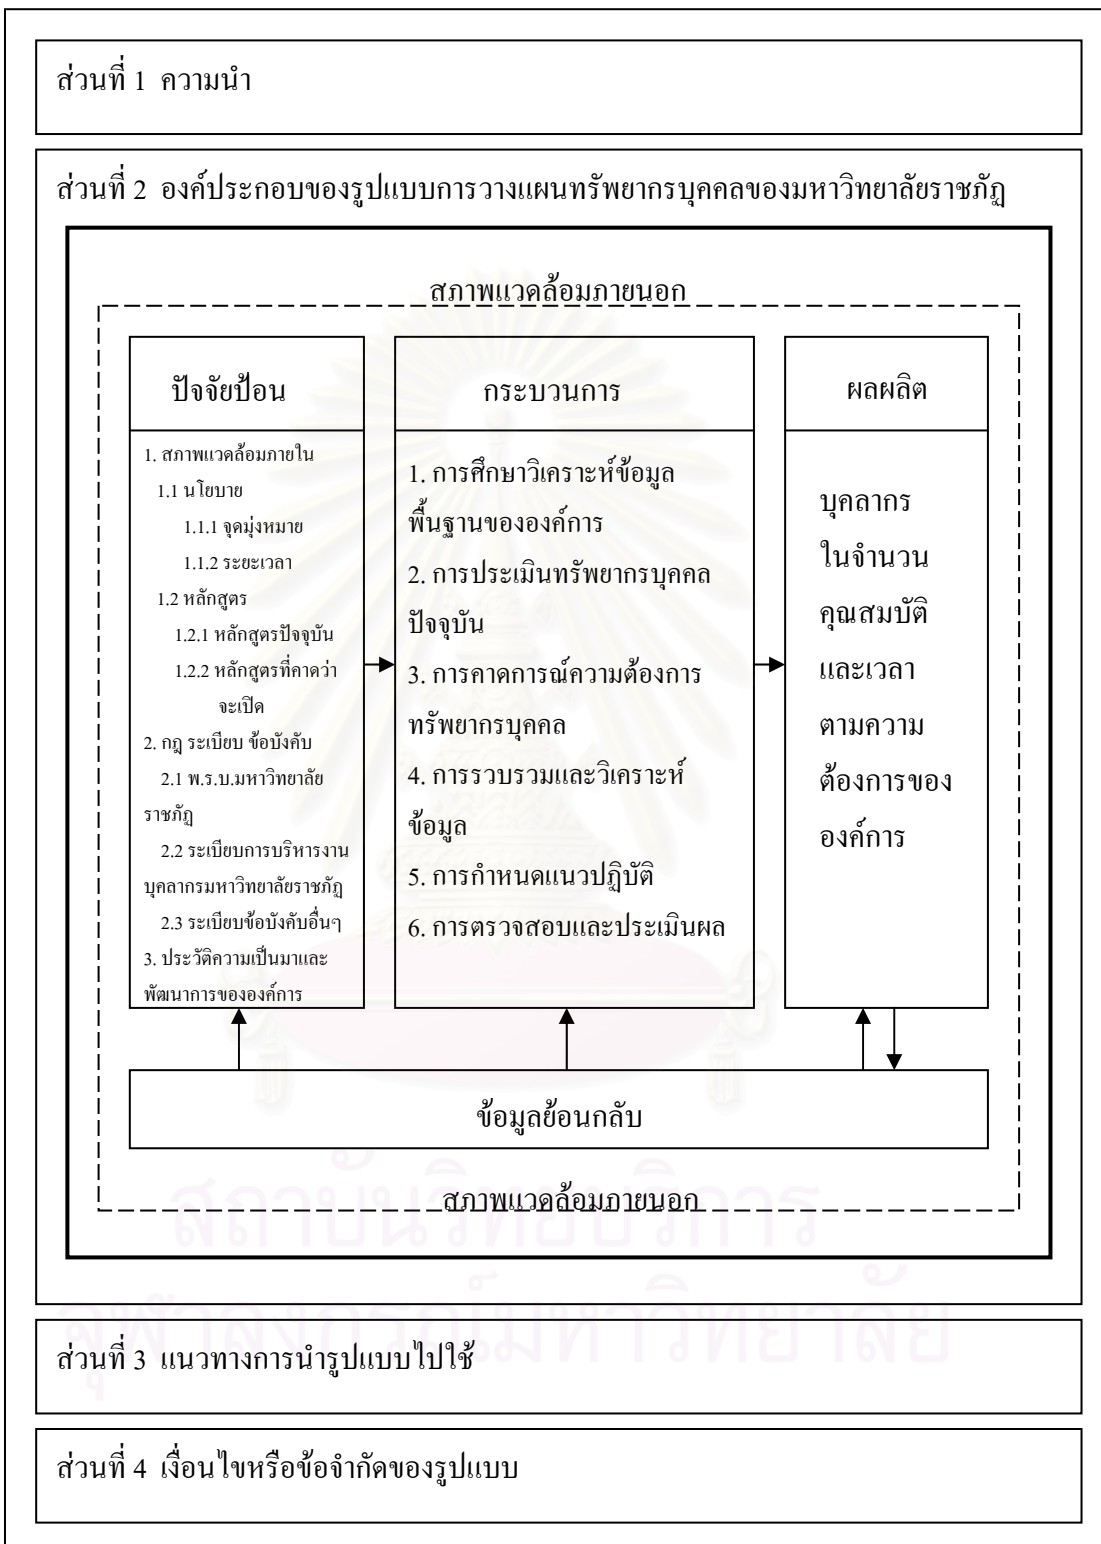 ส่วนที่ 1 ความนำ
ส่วนที่ 2 องค์ประกอบของรูปแบบการวางแผนทรัพยากรบุคคลของมหาวิทยาลัยราชภัฏ
สภาพแวดล้อมภายนอก
ปัจจัยป้อน
1. สภาพแวดล้อมภายใน
1.1 นโยบาย
1.1.1 จุดมุ่งหมาย
1.1.2 ระยะเวลา
1.2 หลักสูตร
1.2.1 หลักสูตรปัจจุบัน
1.2.2 หลักสูตรที่คาดว่า
จะเปิด
2. กฎ ระเบียบ ข้อบังคับ
2.1 พ.ร.บ.มหาวิทยาลัย
ราชภัฏ
2.2 ระเบียบการบริหารงาน
บุคลากรมหาวิทยาลัยราชภัฏ
2.3 ระเบียบข้อบังคับอื่นๆ
3. ประวัติความเป็นมาและ
พัฒนาการขององค์การ
กระบวนการ
1. การศึกษาวิเคราะห์ข้อมูล
พื้นฐานขององค์การ
2. การประเมินทรัพยากรบุคคล
ปัจจุบัน
3. การคาดการณ์ความต้องการ
ทรัพยากรบุคคล
4. การรวบรวมและวิเคราะห์
ข้อมูล
5. การกำหนดแนวปฏิบัติ
6. การตรวจสอบและประเมินผล
ผลผลิต
บุคลากร
ในจำนวน
คุณสมบัติ
และเวลา
ตามความ
ต้องการของ
องค์การ
ข้อมูลย้อนกลับ
สภาพแวดล้อมภายนอก
สถาบันวิทยบริการ
จุฬาลงกรณ์มหาวิทยาลัย
ส่วนที่ 3 แนวทางการนำรูปแบบไปใช้
ส่วนที่ 4 เงื่อนไขหรือข้อจำกัดของรูปแบบ